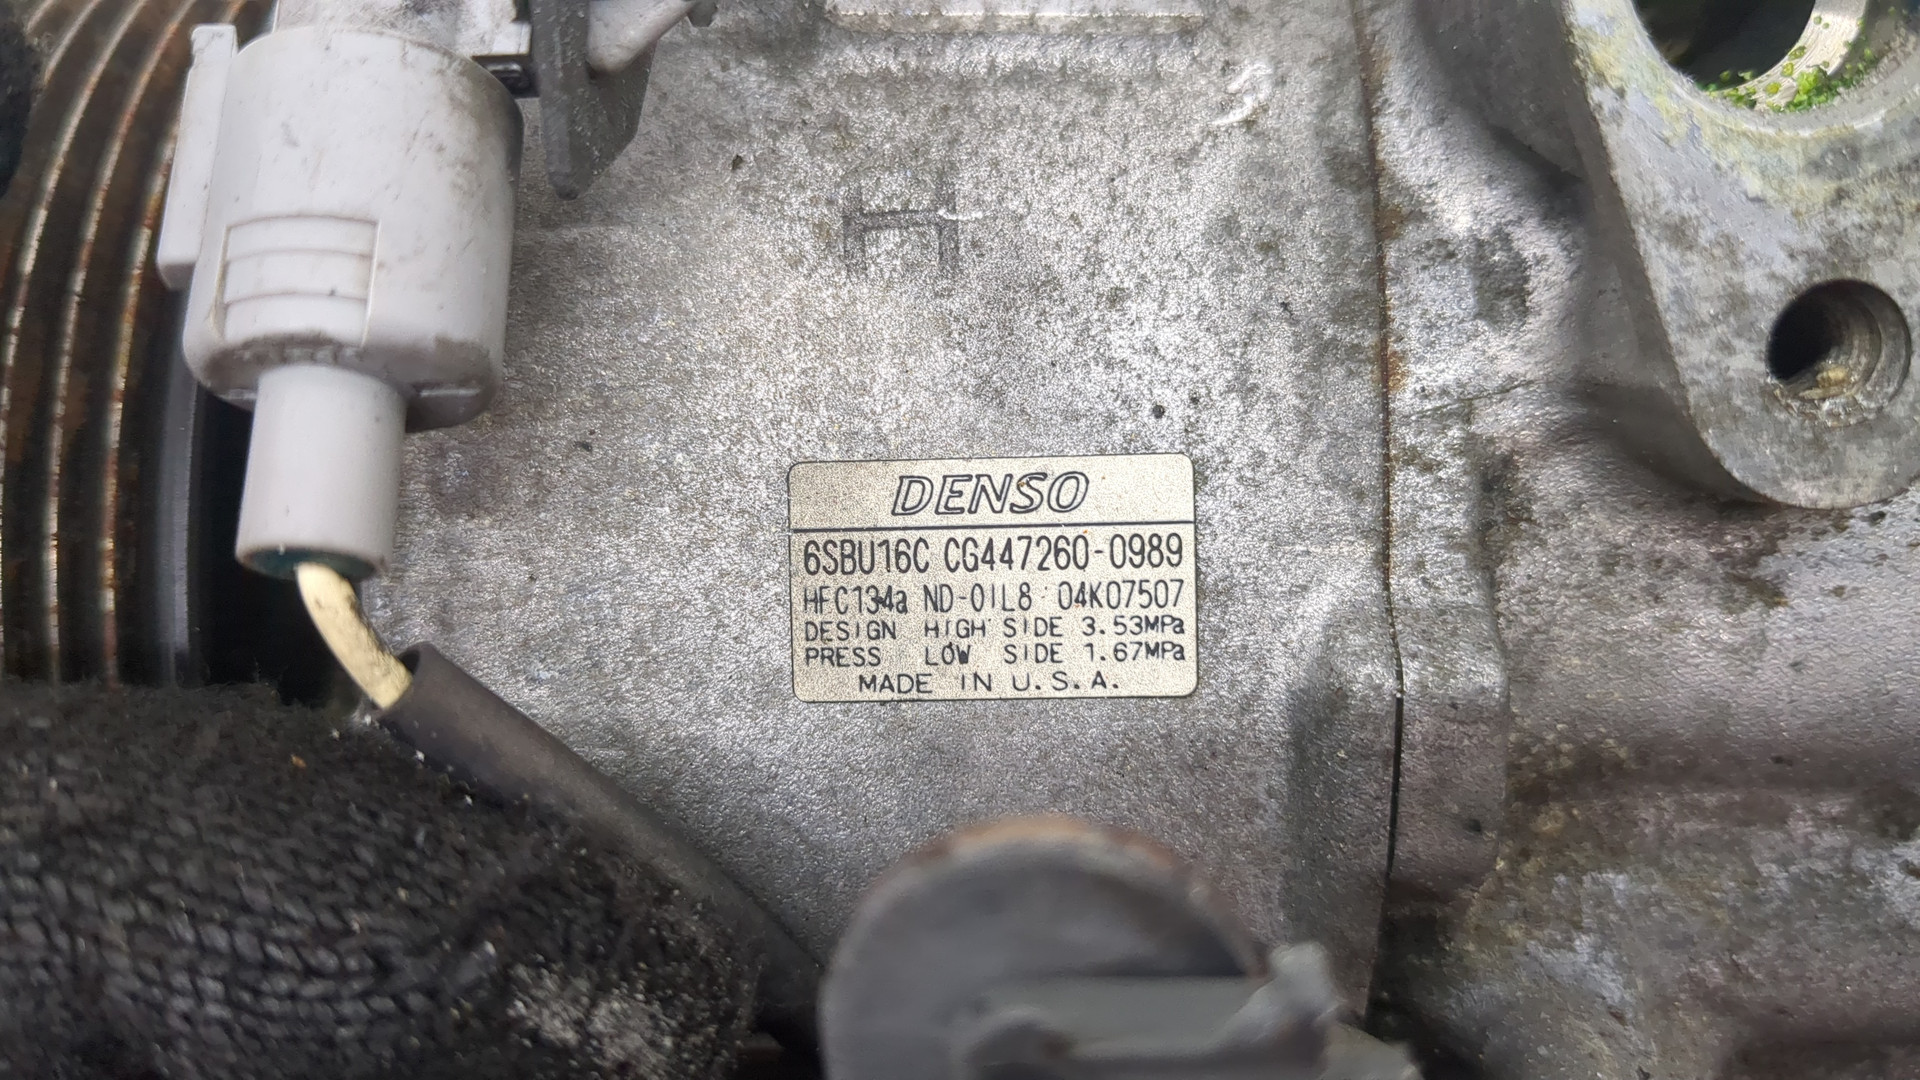 H
DENSO
6SBU16C CG447260-0989
HFC134a ND-OIL8 04K07507
DESIGN HIGH SIDE 3.53MPa
PRESS LOW SIDE 1.67MPa
MADE IN U.S.A.